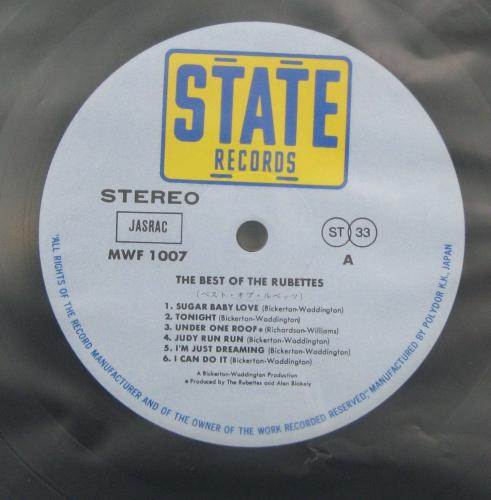 STATE
RECORDS
STEREO
JASRAC
ST 33
MWF 1007
A
THE BEST OF THE RUBETTES
(ベスト・オブ・ルベッツ)
1. SUGAR BABY LOVE (Bickerton-Waddington)
2. TONIGHT (Bickerton-Waddington)
3. UNDER ONE ROOF* (Richardson-Williams)
4. JUDY RUN RUN (Bickerton-Waddington)
5. I'M JUST DREAMING (Bickerton-Waddington)
6. I CAN DO IT (Bickerton-Waddington)
A Bickerton-Waddington Production
* Produced by The Rubettes and Alan Blakely
"ALL RIGHTS OF THE RECORD MANUFACTURER AND OF THE OWNER OF THE WORK RECORDED RESERVED," MANUFACTURED BY POLYDOR K.K. JAPAN